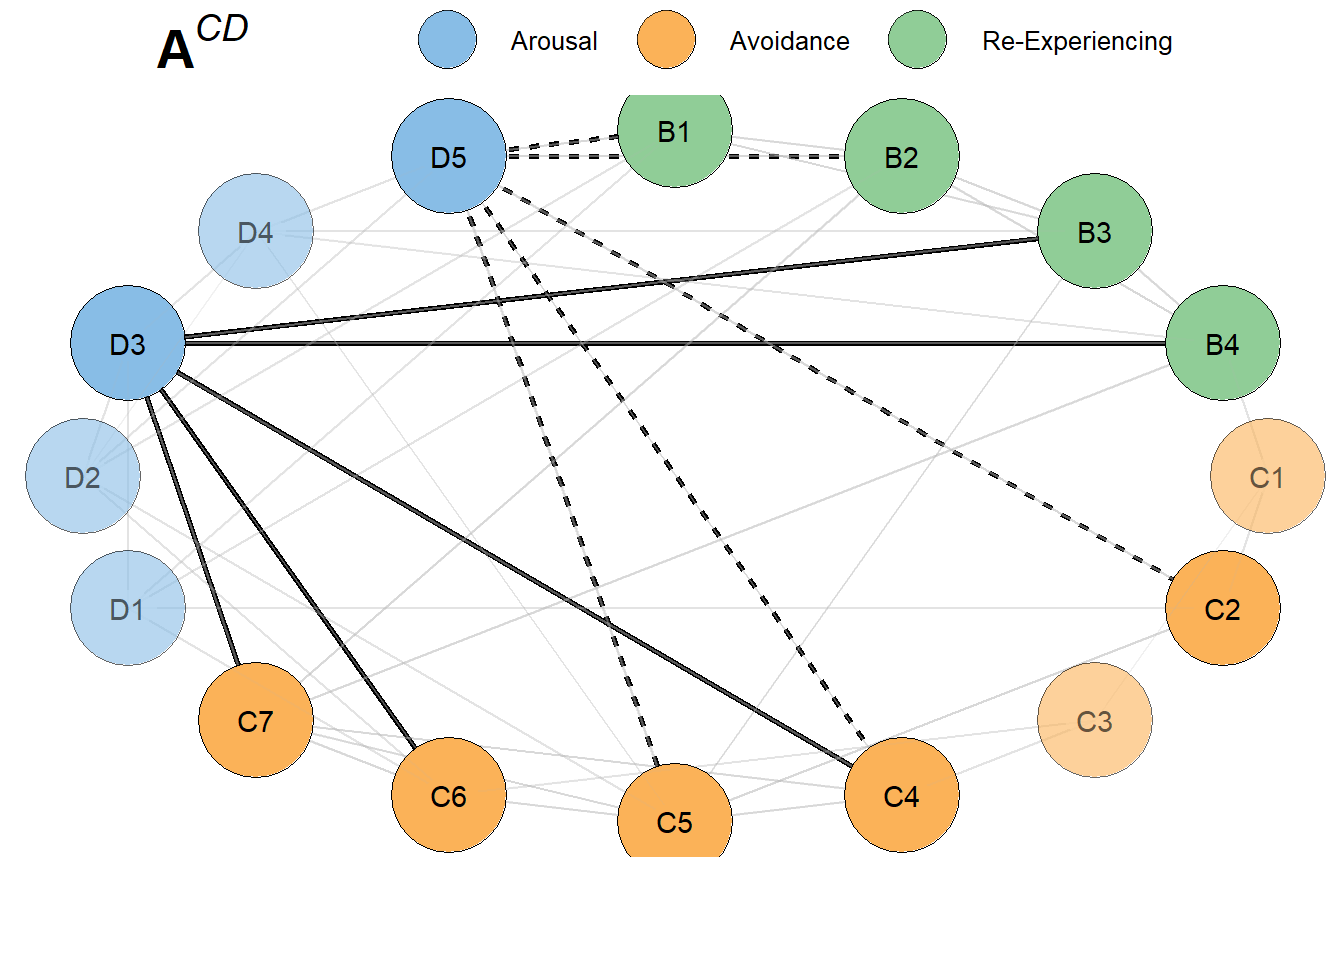 A^CD
Arousal Avoidance Re-Experiencing
B1
D5 B2
D4 B3
D3 B4
D2 C1
D1 C2
C7 C3
C6 C4
C5